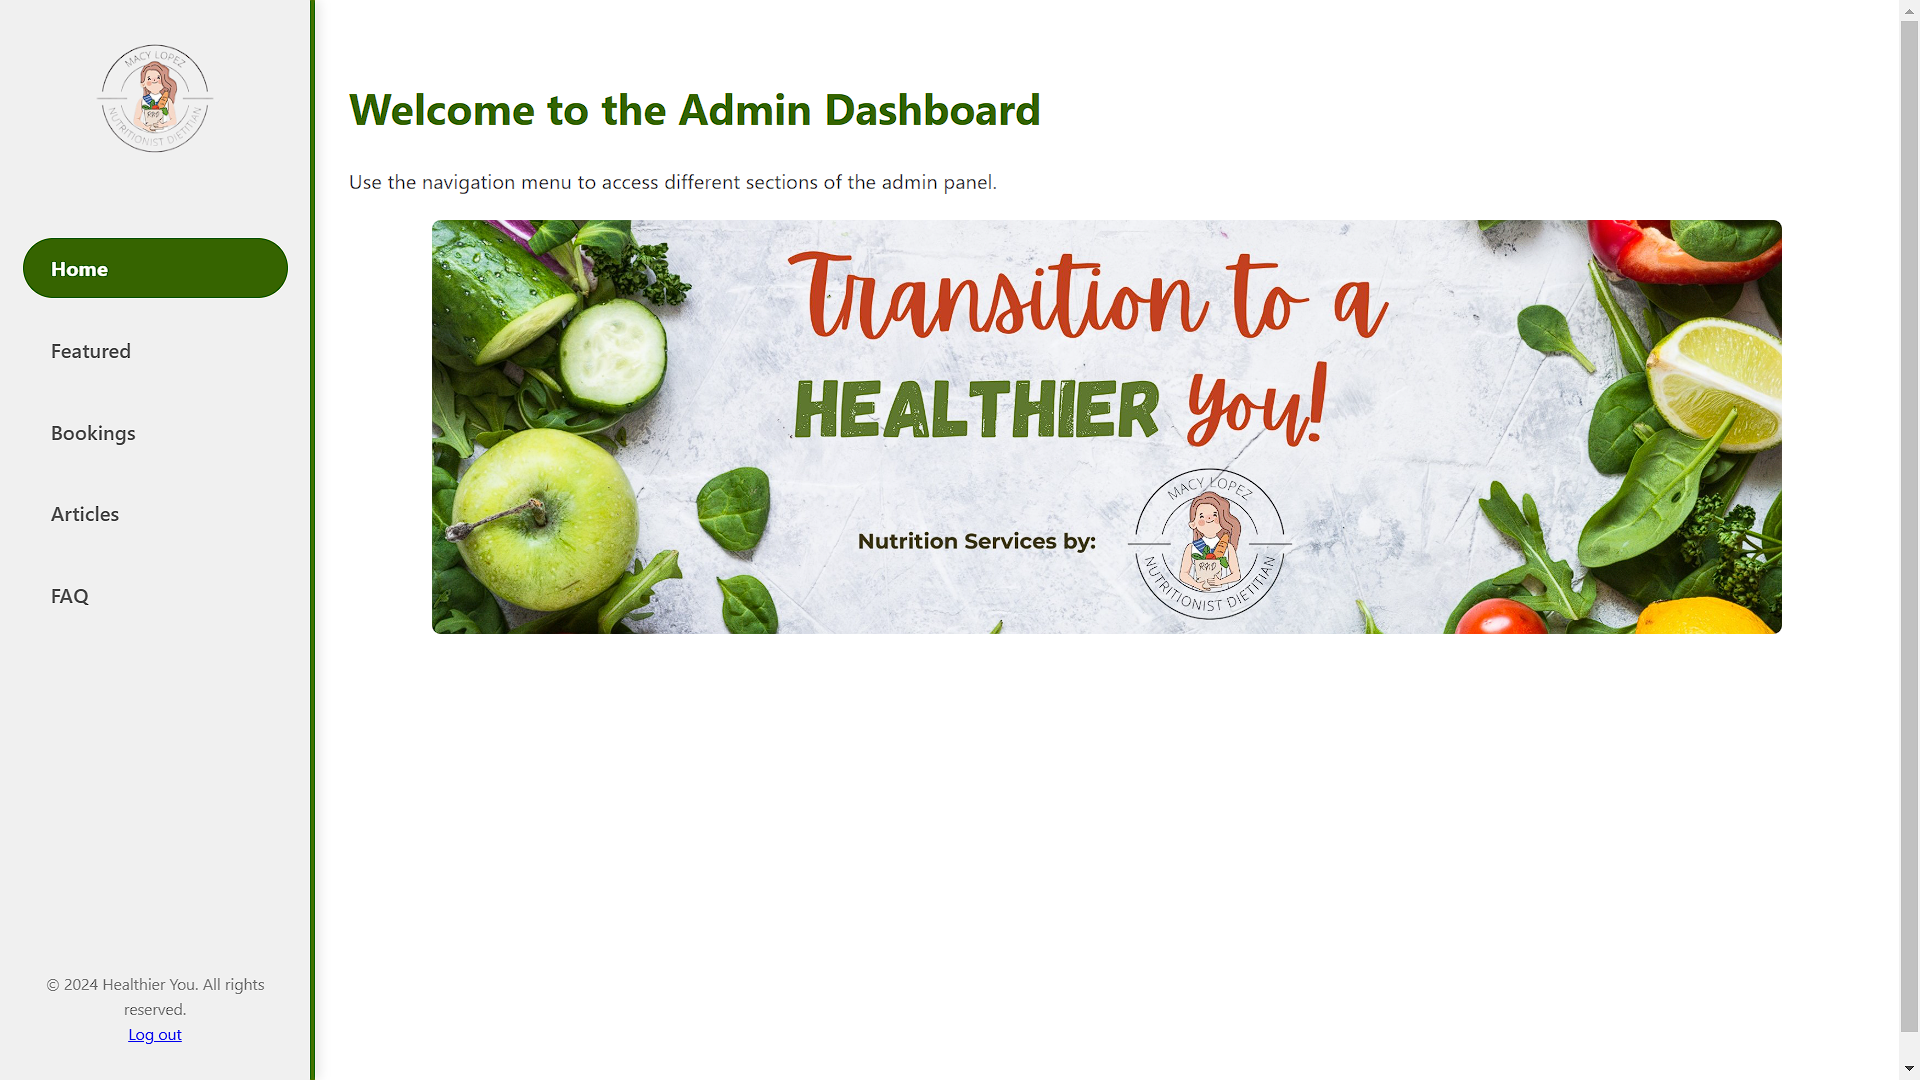 MACY LOPEZ
NUTRITIONIST DIETITIAN
Home
Featured
Bookings
Articles
FAQ
© 2024 Healthier You. All rights
reserved.
Log out
Welcome to the Admin Dashboard
Use the navigation menu to access different sections of the admin panel.
Transition to a
HEALTHIER you!
Nutrition Services by:
MACY LOPEZ
NUTRITIONIST DIETITIAN